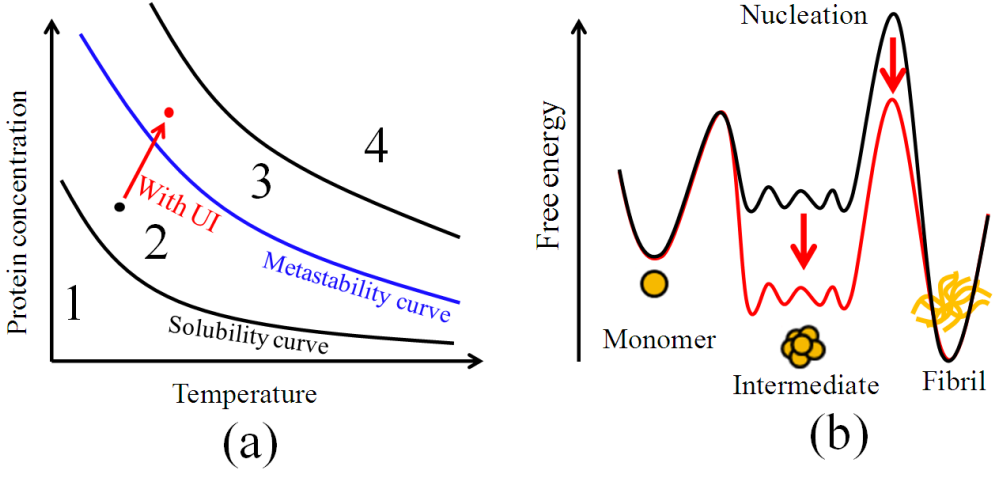 Protein concentration
1
2
3
4
With UI
Metastability curve
Solubility curve
Temperature
(a)
Free energy
Nucleation
Monomer
Intermediate
Fibril
(b)